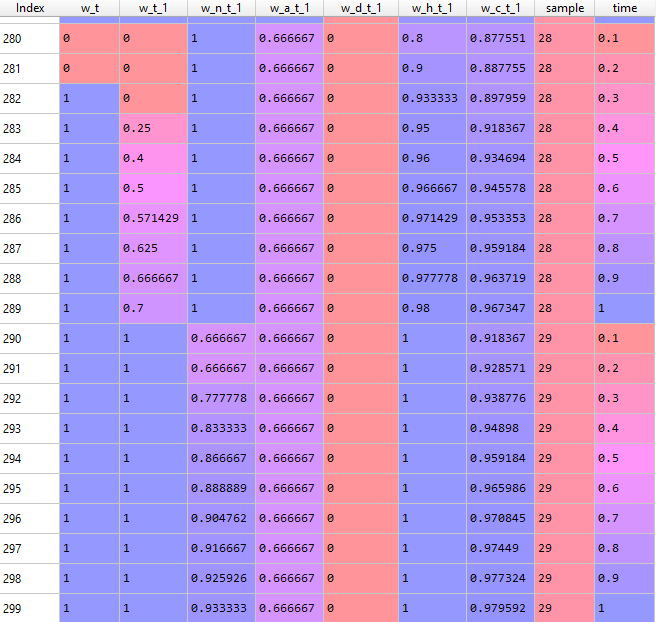 Index w_t w_t_1 w_n_t_1 w_a_t_1 w_d_t_1 w_h_t_1 w_c_t_1 sample time
280 0 0 1 0.666667 0 0.8 0.877551 28 0.1
281 0 0 1 0.666667 0 0.9 0.887755 28 0.2
282 1 0 1 0.666667 0 0.933333 0.897959 28 0.3
283 1 0.25 1 0.666667 0 0.95 0.918367 28 0.4
284 1 0.4 1 0.666667 0 0.96 0.934694 28 0.5
285 1 0.5 1 0.666667 0 0.966667 0.945578 28 0.6
286 1 0.571429 1 0.666667 0 0.971429 0.953353 28 0.7
287 1 0.625 1 0.666667 0 0.975 0.959184 28 0.8
288 1 0.666667 1 0.666667 0 0.977778 0.963719 28 0.9
289 1 0.7 1 0.666667 0 0.98 0.967347 28 1
290 1 1 0.666667 0.666667 0 1 0.918367 29 0.1
291 1 1 0.666667 0.666667 0 1 0.928571 29 0.2
292 1 1 0.777778 0.666667 0 1 0.938776 29 0.3
293 1 1 0.833333 0.666667 0 1 0.94898 29 0.4
294 1 1 0.866667 0.666667 0 1 0.959184 29 0.5
295 1 1 0.888889 0.666667 0 1 0.965986 29 0.6
296 1 1 0.904762 0.666667 0 1 0.970845 29 0.7
297 1 1 0.916667 0.666667 0 1 0.97449 29 0.8
298 1 1 0.925926 0.666667 0 1 0.977324 29 0.9
299 1 1 0.933333 0.666667 0 1 0.979592 29 1